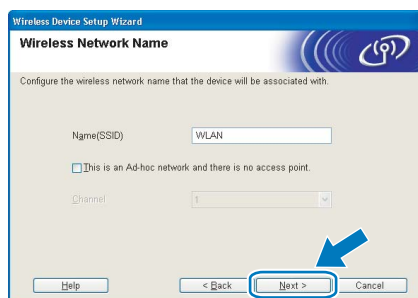 Wireless Device Setup Wizard
Wireless Network Name
Configure the wireless network name that the device will be associated with.
Name(SSID) WLAN
This is an Ad-hoc network and there is no access point.
Channel 1
Help < Back Next > Cancel